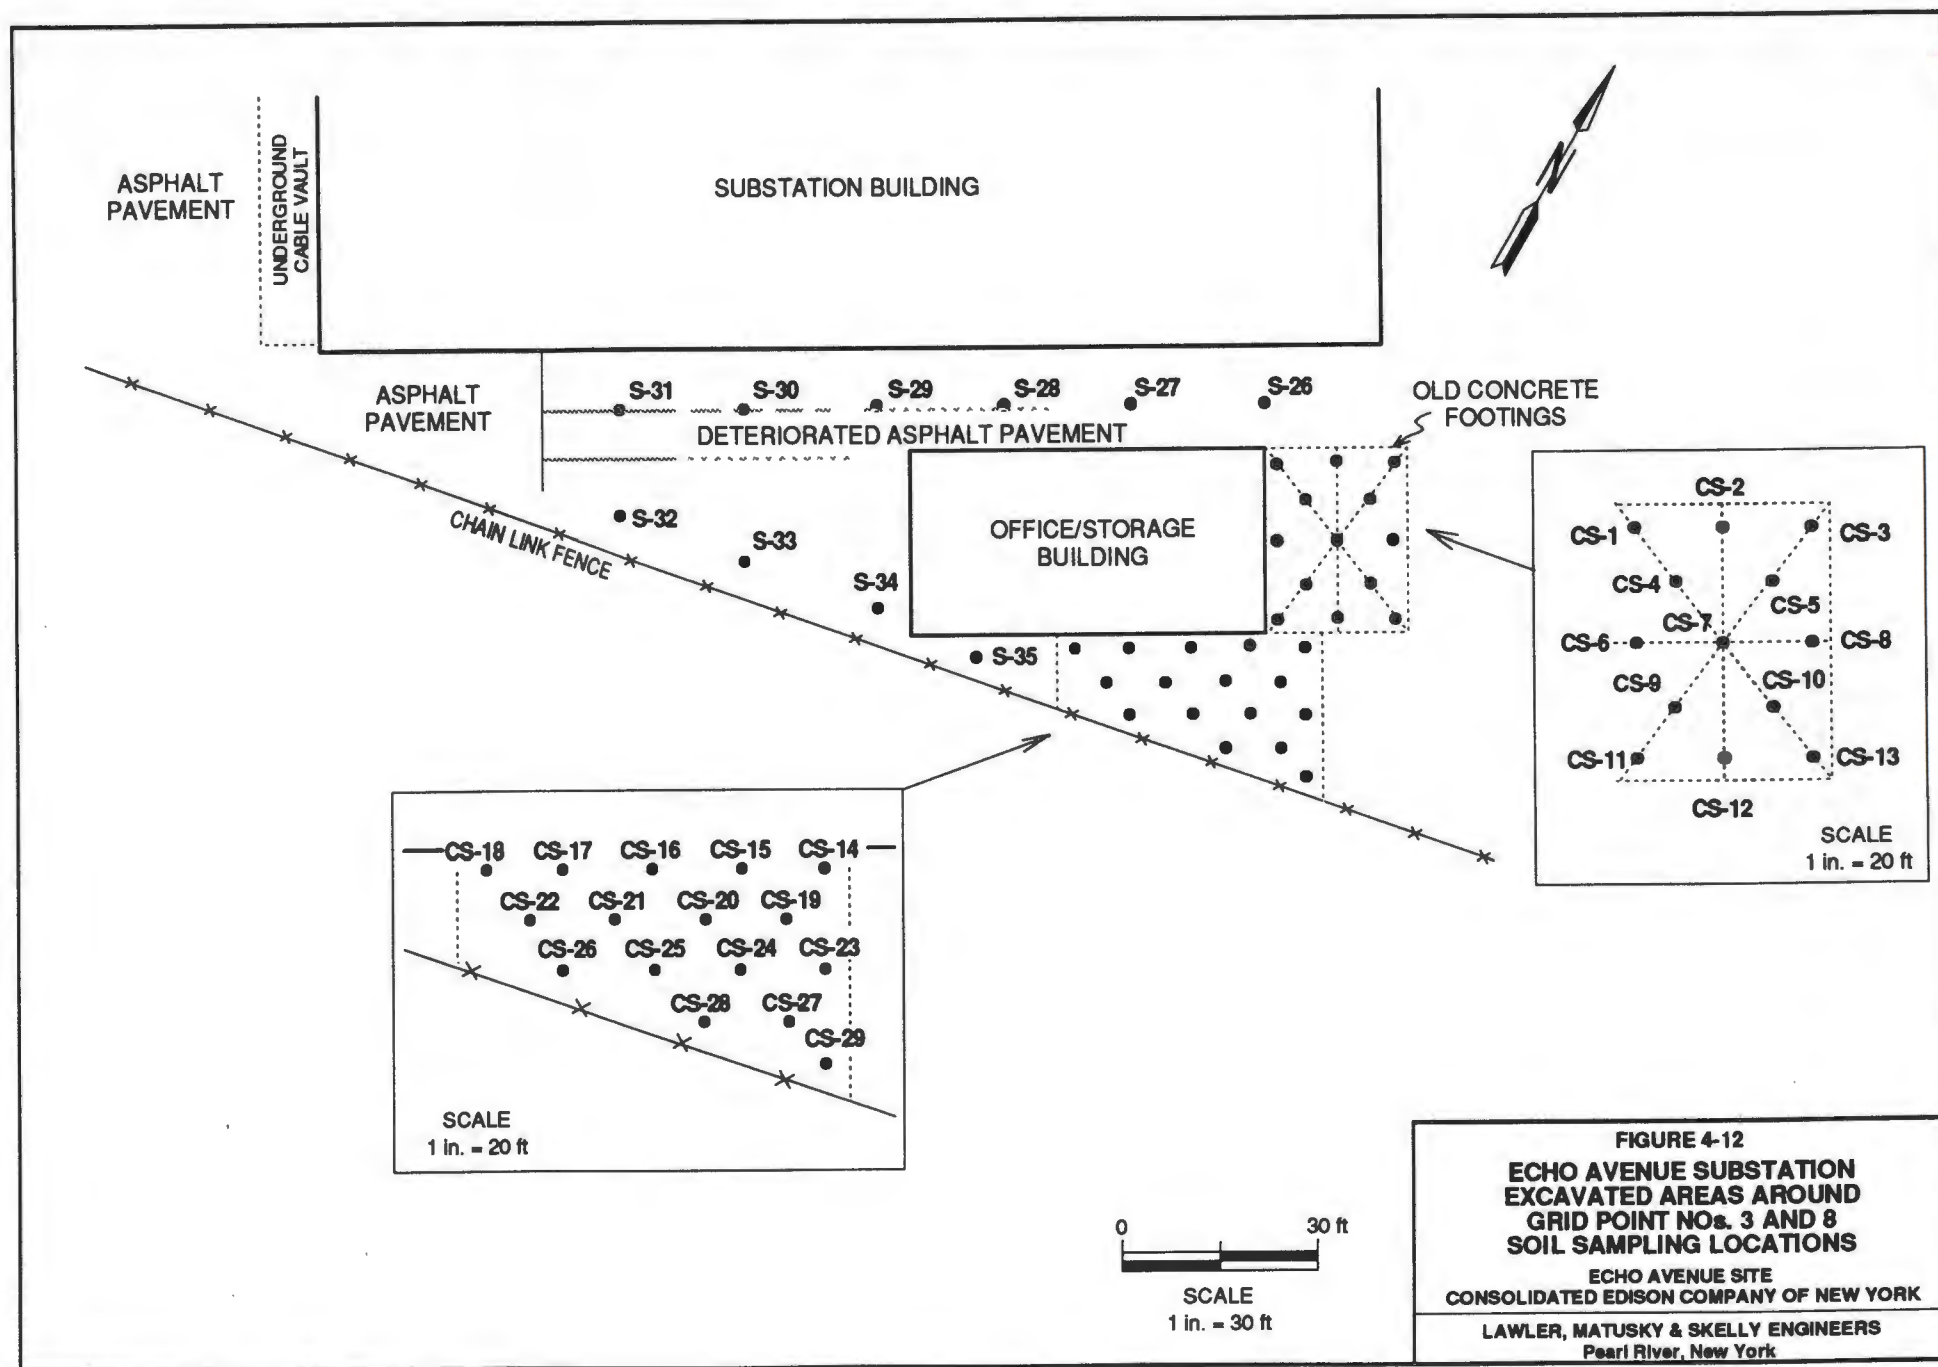 ASPHALT
PAVEMENT
UNDERGROUND
CABLE VAULT
SUBSTATION BUILDING
N
ASPHALT
PAVEMENT
S-31
S-30
S-29
S-28
S-27
S-26
DETERIORATED ASPHALT PAVEMENT
OLD CONCRETE
FOOTINGS
CHAIN LINK FENCE
S-32
S-33
S-34
S-35
OFFICE/STORAGE
BUILDING
CS-2
CS-1
CS-3
CS-4
CS-5
CS-7
CS-6
CS-8
CS-9
CS-10
CS-11
CS-13
CS-12
SCALE
1 in. = 20 ft
CS-18
CS-17
CS-16
CS-15
CS-14
CS-22
CS-21
CS-20
CS-19
CS-26
CS-25
CS-24
CS-23
CS-28
CS-27
CS-29
SCALE
1 in. = 20 ft
0 30 ft
SCALE
1 in. = 30 ft
FIGURE 4-12
ECHO AVENUE SUBSTATION
EXCAVATED AREAS AROUND
GRID POINT NOs. 3 AND 8
SOIL SAMPLING LOCATIONS
ECHO AVENUE SITE
CONSOLIDATED EDISON COMPANY OF NEW YORK
LAWLER, MATUSKY & SKELLY ENGINEERS
Pearl River, New York